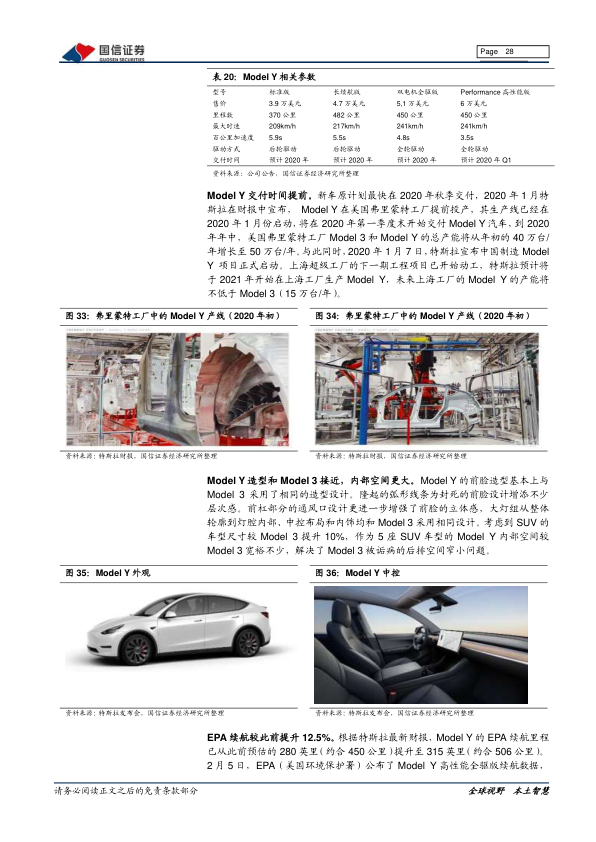 国信证券
GUOSEN SECURITIES
Page 28
表 20：Model Y 相关参数
型号 标准版 长续航版 双电机全驱版 Performance 高性能版
售价 3.9 万美元 4.7 万美元 5.1 万美元 6 万美元
里程数 370 公里 482 公里 450 公里 450 公里
最大时速 209km/h 217km/h 241km/h 241km/h
百公里加速度 5.9s 5.5s 4.8s 3.5s
驱动方式 后轮驱动 后轮驱动 全轮驱动 全轮驱动
交付时间 预计 2020 年 预计 2020 年 预计 2020 年 预计 2020 年 Q1
资料来源：公司公告、国信证券经济研究所整理
Model Y 交付时间提前。新车原计划最快在 2020 年秋季交付，2020 年 1 月特
斯拉在财报中宣布， Model Y 在美国弗里蒙特工厂提前投产，其生产线已经在
2020 年 1 月份启动，将在 2020 年第一季度末开始交付 Model Y 汽车，到 2020
年年中，美国弗里蒙特工厂 Model 3 和 Model Y 的总产能将从年初的 40 万台/
年增长至 50 万台/年。与此同时，2020 年 1 月 7 日，特斯拉宣布中国制造 Model
Y 项目正式启动。上海超级工厂的下一期工程项目已开始动工，特斯拉预计将
于 2021 年开始在上海工厂生产 Model Y，未来上海工厂的 Model Y 的产能将
不低于 Model 3（15 万台/年）。
图 33：弗里蒙特工厂中的 Model Y 产线（2020 年初）
图 34：弗里蒙特工厂中的 Model Y 产线（2020 年初）
资料来源：特斯拉财报，国信证券经济研究所整理
资料来源：特斯拉财报，国信证券经济研究所整理
Model Y 造型和 Model 3 接近，内部空间更大。Model Y 的前脸造型基本上与
Model 3 采用了相同的造型设计。隆起的弧形线条为封死的前脸设计增添不少
层次感。前杠部分的通风口设计更进一步增强了前脸的立体感，大灯组从整体
轮廓到灯腔内部、中控布局和内饰均和 Model 3 采用相同设计。考虑到 SUV 的
车型尺寸较 Model 3 提升 10%，作为 5 座 SUV 车型的 Model Y 内部空间较
Model 3 宽裕不少，解决了 Model 3 被诟病的后排空间窄小问题。
图 35：Model Y 外观
图 36：Model Y 中控
资料来源：特斯拉发布会，国信证券经济研究所整理
资料来源：特斯拉发布会、国信证券经济研究所整理
EPA 续航较此前提升 12.5%。根据特斯拉最新财报，Model Y 的 EPA 续航里程
已从此前预估的 280 英里（约合 450 公里）提升至 315 英里（约合 506 公里）。
2 月 5 日，EPA（美国环境保护署）公布了 Model Y 高性能全驱版续航数据，
请务必阅读正文之后的免责条款部分
全球视野 本土智慧